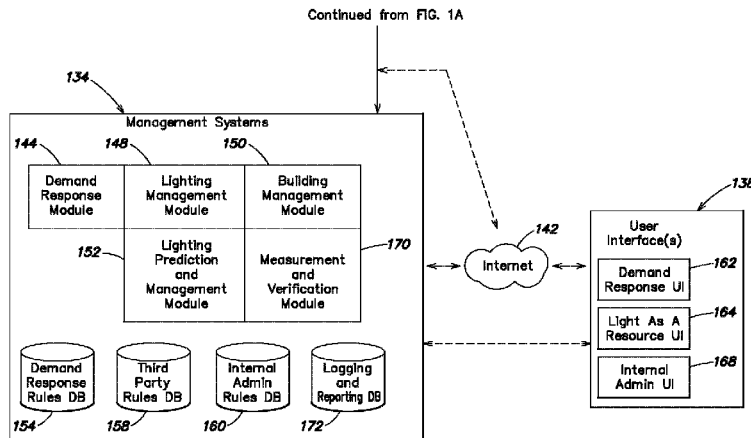 Continued from FIG. 1A
134
Management Systems
144
148
150
Demand
Response
Module
Lighting
Management
Module
Building
Management
Module
152
Lighting
Prediction
and
Management
Module
Measurement
and
Verification
Module
170
Demand
Response
Rules DB
Third
Party
Rules DB
Internal
Admin
Rules DB
Logging
and
Reporting DB
154
158
160
172
142
Internet
138
User
Interface(s)
Demand
Response UI
162
Light As A
Resource UI
164
Internal
Admin UI
168